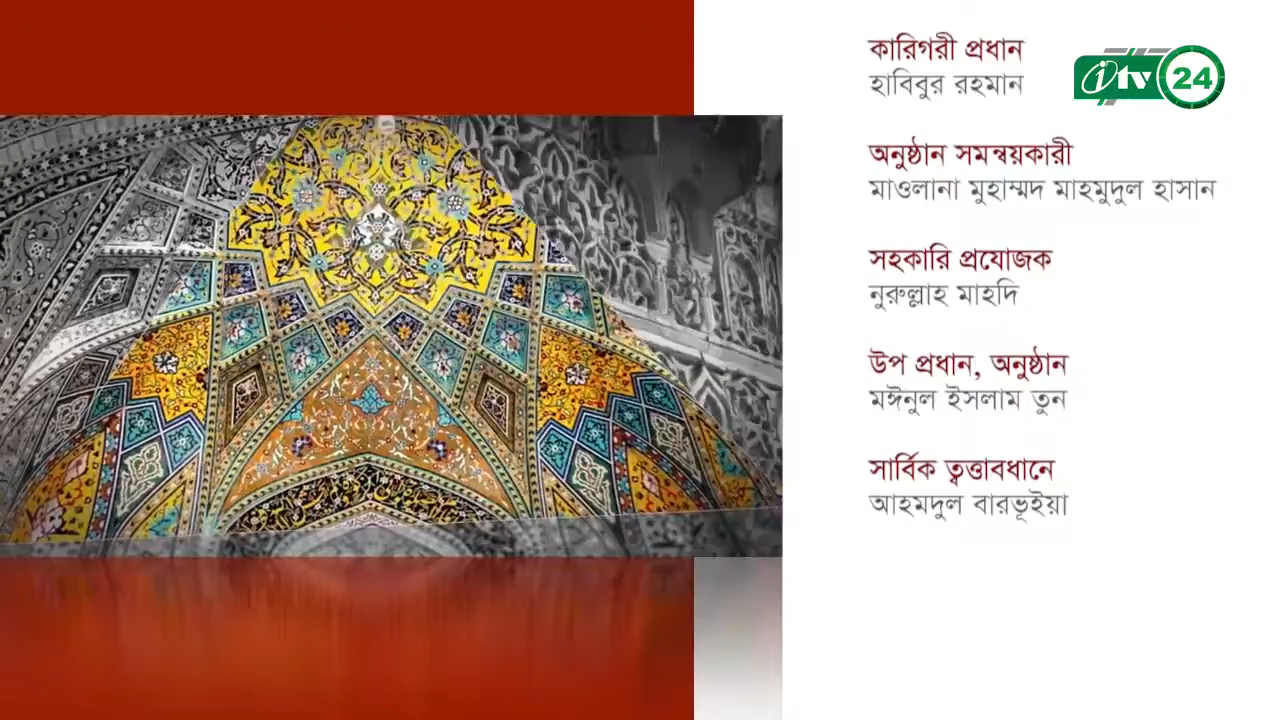 কারিগরী প্রধান
হাবিবুর রহমান
itv 24
অনুষ্ঠান সমন্বয়কারী
মাওলানা মুহাম্মদ মাহমুদুল হাসান
সহকারি প্রযোজক
নুরুল্লাহ মাহদি
উপ প্রধান, অনুষ্ঠান
মঈনুল ইসলাম তুন
সার্বিক ত্বত্তাবধানে
আহমদুল বারভূইয়া